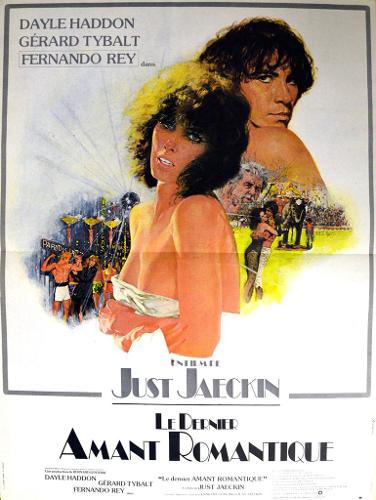 DAYLE HADDON
GÉRARD TYBALT
FERNANDO REY dans
UN FILM DE
JUST JAECKIN
LE DERNIER
AMANT ROMANTIQUE
DAYLE HADDON
GÉRARD TYBALT
FERNANDO REY
"Le dernier AMANT ROMANTIQUE"
JUST JAECKIN